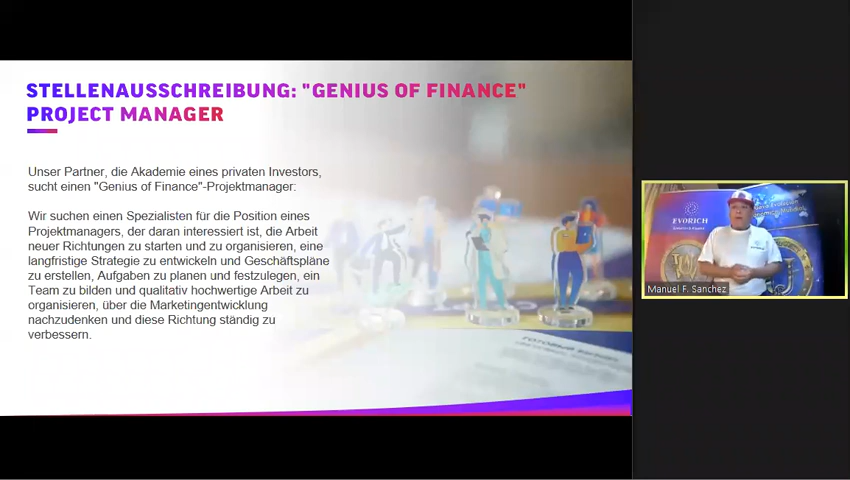 STELLENAUSSCHREIBUNG: "GENIUS OF FINANCE"
PROJECT MANAGER
Unser Partner, die Akademie eines privaten Investors,
sucht einen "Genius of Finance"-Projektmanager:
Wir suchen einen Spezialisten für die Position eines
Projektmanagers, der daran interessiert ist, die Arbeit
neuer Richtungen zu starten und zu organisieren, eine
langfristige Strategie zu entwickeln und Geschäftspläne
zu erstellen, Aufgaben zu planen und festzulegen, ein
Team zu bilden und qualitativ hochwertige Arbeit zu
organisieren, über die Marketingentwicklung
nachzudenken und diese Richtung ständig zu
verbessern.
EVORICH
Manuel F. Sanchez